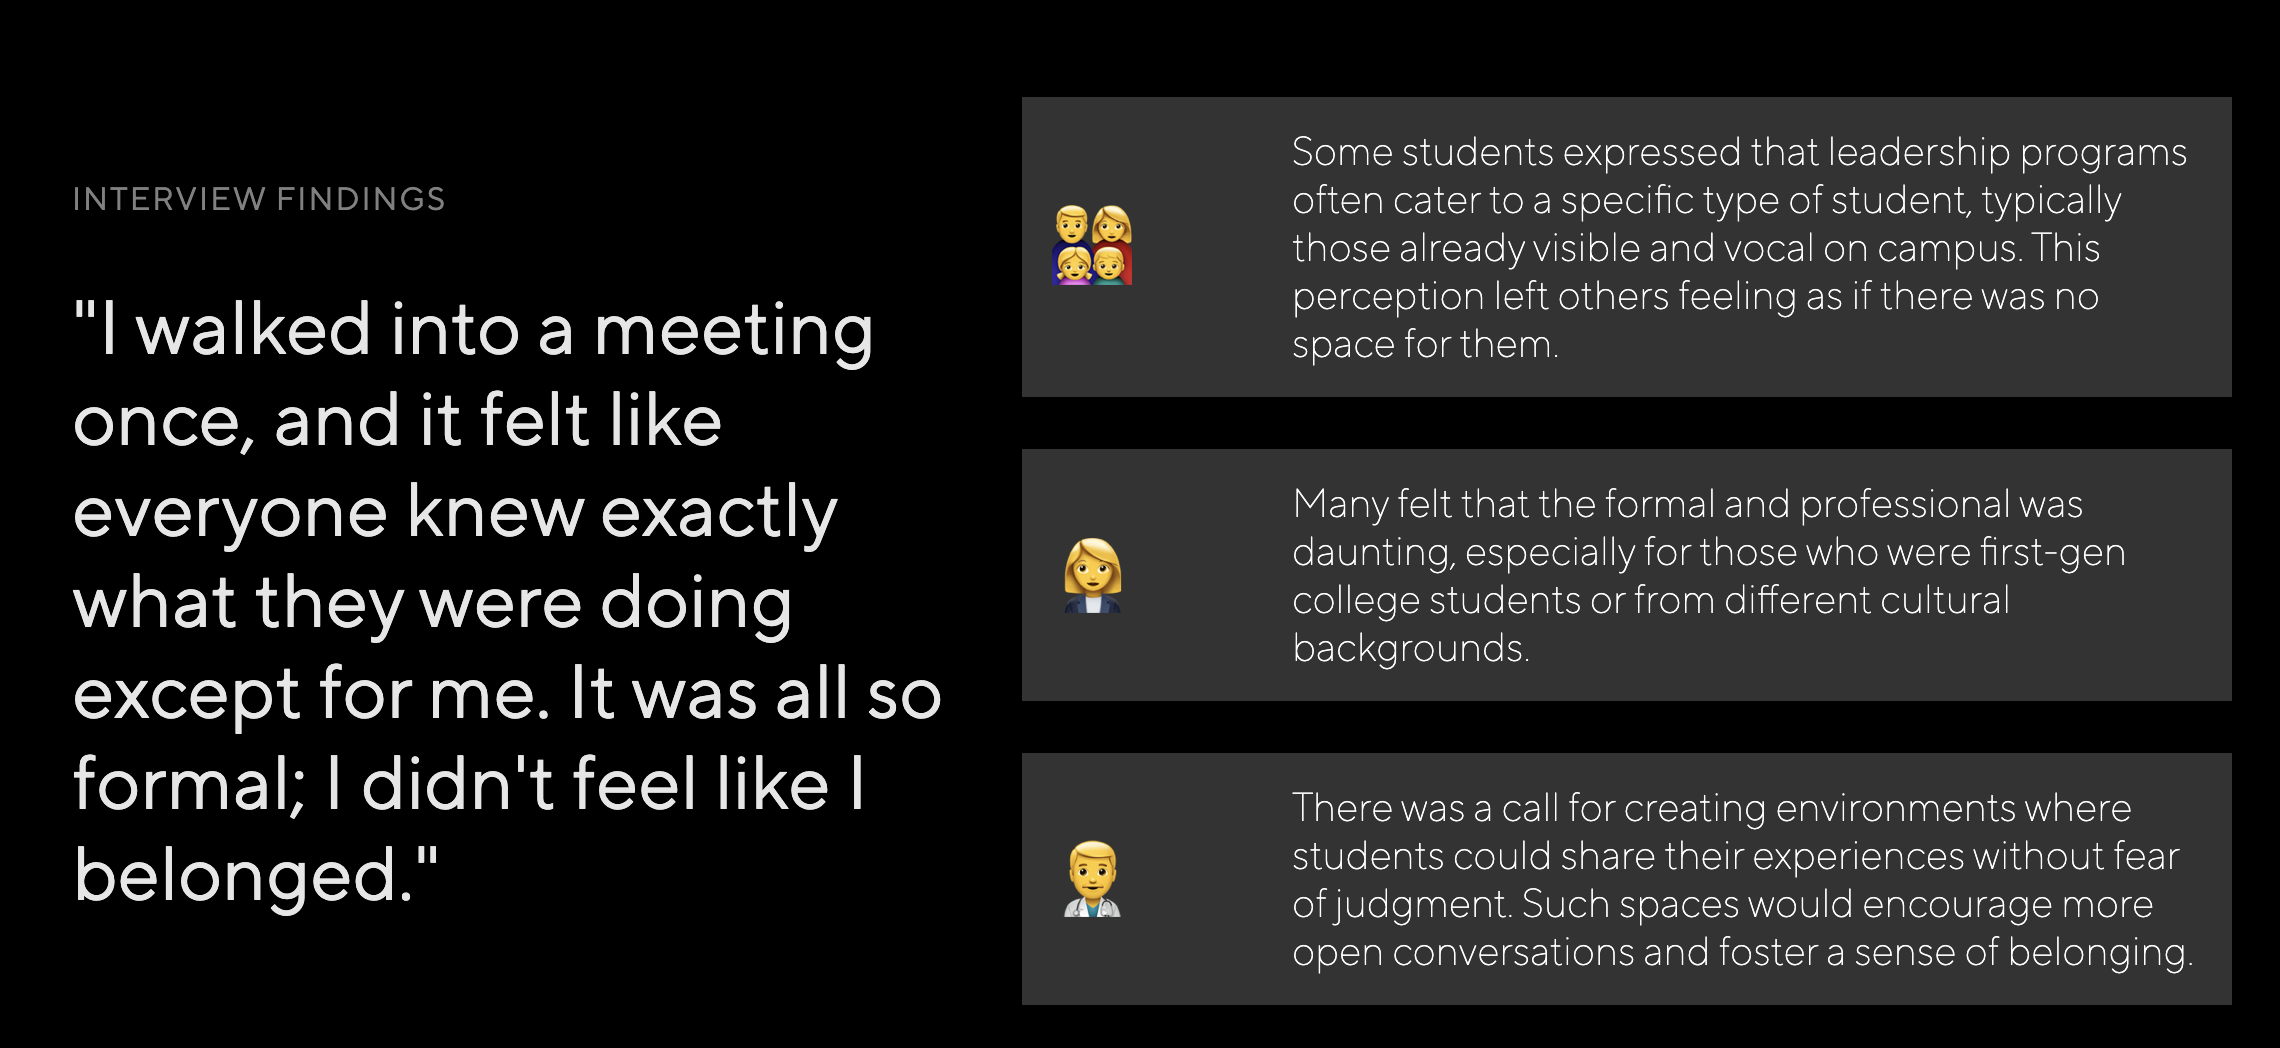 INTERVIEW FINDINGS
"I walked into a meeting
once, and it felt like
everyone knew exactly
what they were doing
except for me. It was all so
formal; I didn't feel like I
belonged."
Some students expressed that leadership programs
often cater to a specific type of student, typically
those already visible and vocal on campus. This
perception left others feeling as if there was no
space for them.
Many felt that the formal and professional was
daunting, especially for those who were first-gen
college students or from different cultural
backgrounds.
There was a call for creating environments where
students could share their experiences without fear
of judgment. Such spaces would encourage more
open conversations and foster a sense of belonging.